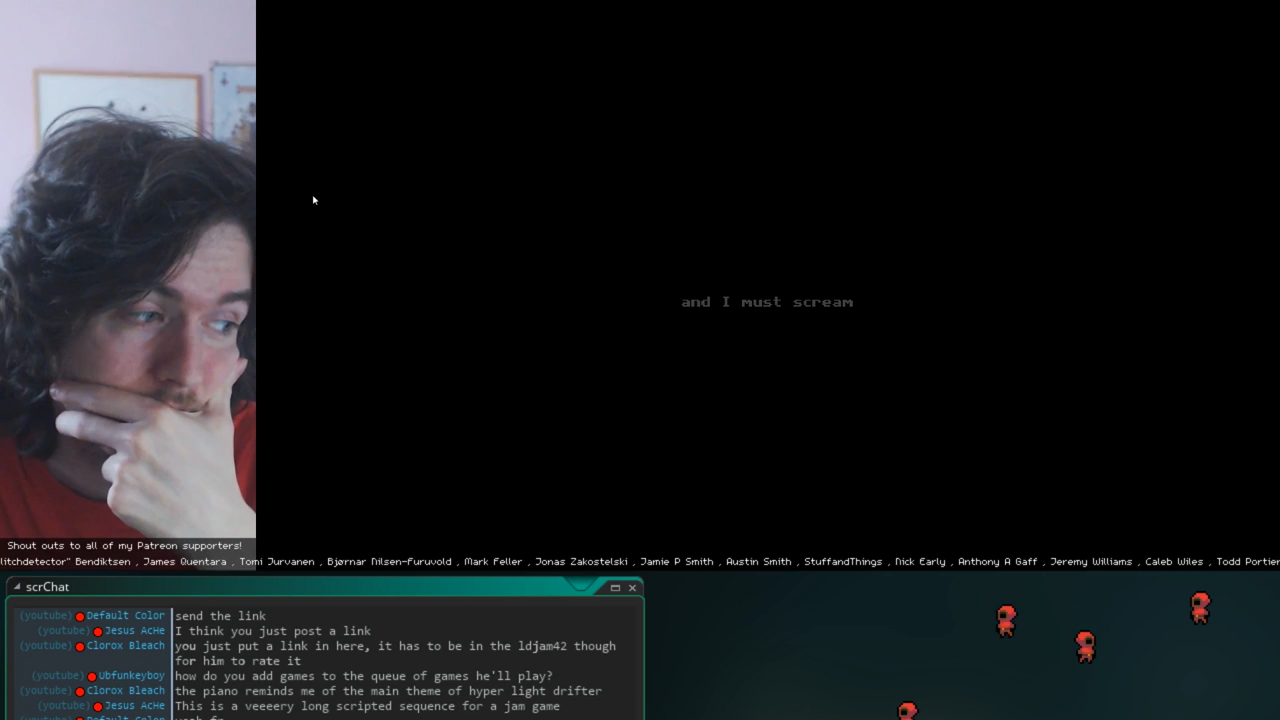 and I must scream
Shout outs to all of my Patreon supporters!
litchdetector" Bendiktsen , James Quentara , Tomi Jurvanen , Bjørnar Nilsen-Furuvold , Mark Feller , Jonas Zakostelski , Jamie P Smith , Austin Smith , StuffandThings , Nick Early , Anthony A Gaff , Jeremy Williams , Caleb Wiles , Todd Portier
scrChat
(youtube) Default Color send the link
(youtube) Jesus AcHe I think you just post a link
(youtube) Clorox Bleach you just put a link in here, it has to be in the ldjam42 though
for him to rate it
(youtube) Ubfunkeyboy how do you add games to the queue of games he'll play?
(youtube) Clorox Bleach the piano reminds me of the main theme of hyper light drifter
(youtube) Jesus AcHe This is a veeeery long scripted sequence for a jam game